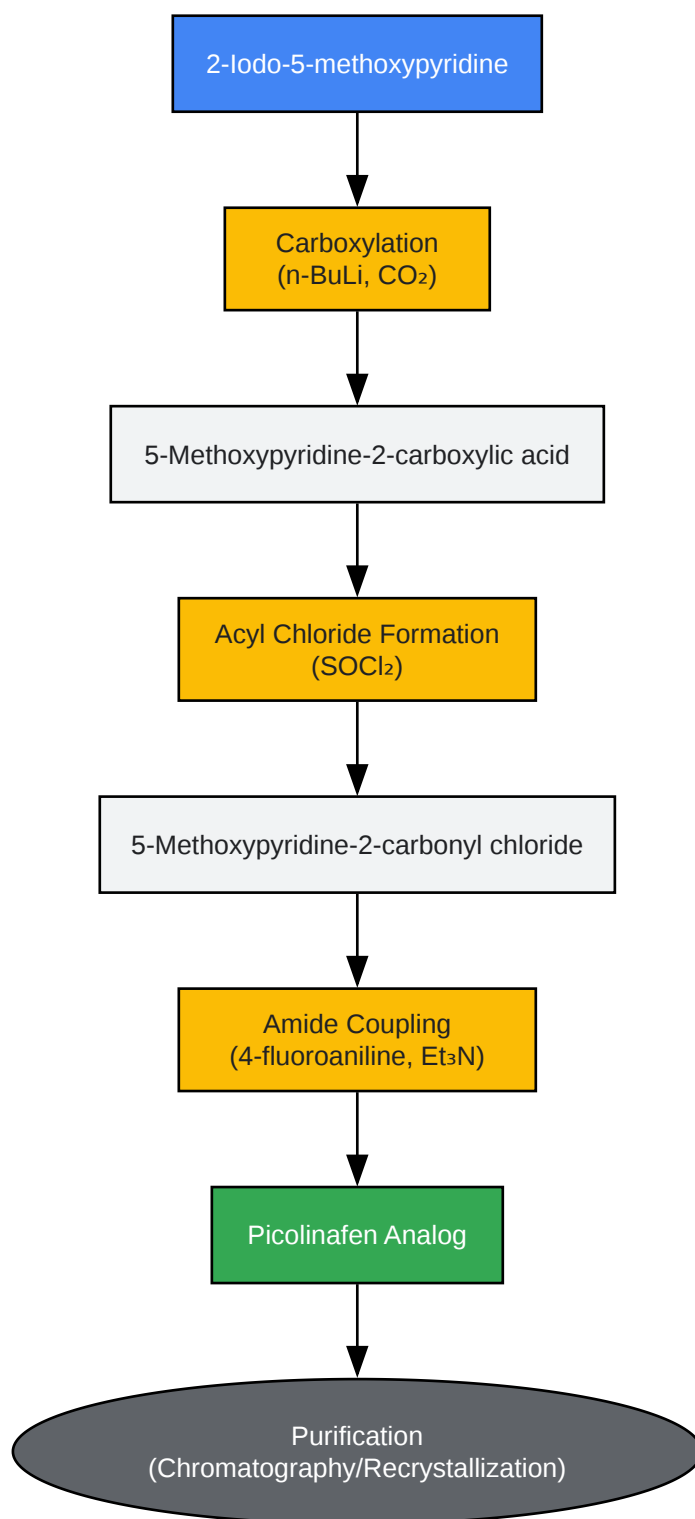 2-Iodo-5-methoxypyridine
Carboxylation
(n-BuLi, CO₂)
5-Methoxypyridine-2-carboxylic acid
Acyl Chloride Formation
(SOCl₂)
5-Methoxypyridine-2-carbonyl chloride
Amide Coupling
(4-fluoroaniline, Et₃N)
Picolinafen Analog
Purification
(Chromatography/Recrystallization)